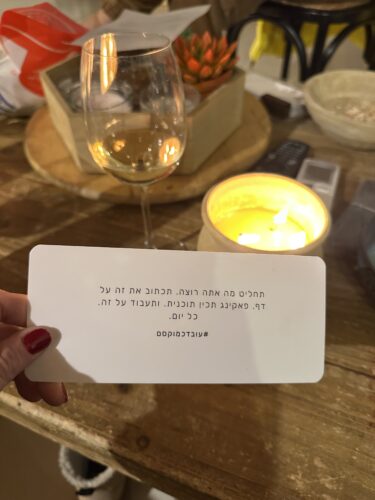 תחליט מה אתה רוצה. תכתוב את זה על
דף. פאקינג תכין תוכנית. ותעבוד על זה.
כל יום.
#עובדכמוקסם